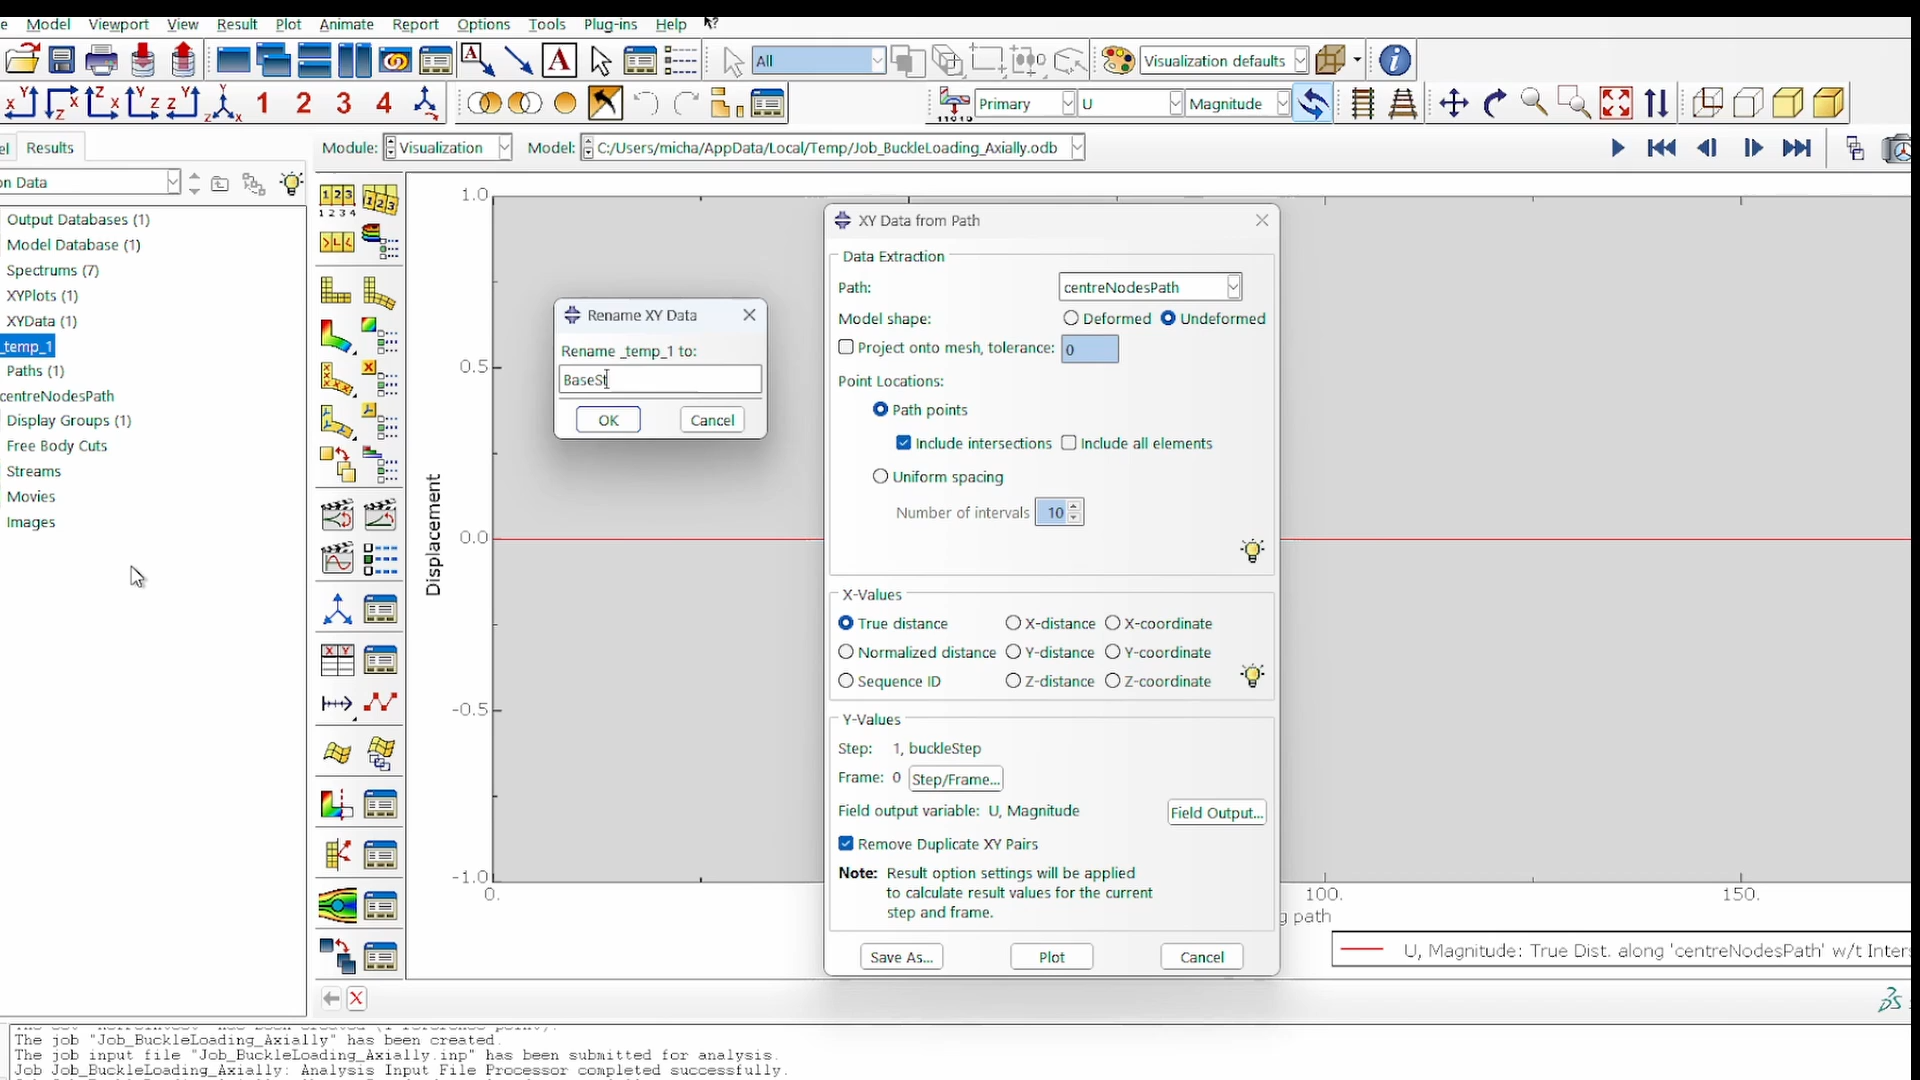 e Model Viewport View Result Plot Animate Report Options Tools Plug-ins Help
All
Visualization defaults
1 2 3 4
Primary U Magnitude
el Results Module: Visualization Model: C:/Users/micha/AppData/Local/Temp/Job_BuckleLoading_Axially.odb
on Data
Output Databases (1)
Model Database (1)
Spectrums (7)
XYPlots (1)
XYData (1)
_temp_1
Paths (1)
centreNodesPath
Display Groups (1)
Free Body Cuts
Streams
Movies
Images
1.0
0.5
0.0
-0.5
-1.0
Displacement
0.
100.
150.
g path
U, Magnitude: True Dist. along 'centreNodesPath' w/t Inters
Rename XY Data
Rename _temp_1 to:
BaseSt
OK Cancel
XY Data from Path
Data Extraction
Path: centreNodesPath
Model shape: Deformed Undeformed
Project onto mesh, tolerance: 0
Point Locations:
Path points
Include intersections Include all elements
Uniform spacing
Number of intervals 10
X-Values
True distance X-distance X-coordinate
Normalized distance Y-distance Y-coordinate
Sequence ID Z-distance Z-coordinate
Y-Values
Step: 1, buckleStep
Frame: 0 Step/Frame...
Field output variable: U, Magnitude Field Output...
Remove Duplicate XY Pairs
Note: Result option settings will be applied
to calculate result values for the current
step and frame.
Save As... Plot Cancel
The job "Job_BuckleLoading_Axially" has been created.
The job input file "Job_BuckleLoading_Axially.inp" has been submitted for analysis.
Job Job_BuckleLoading_Axially: Analysis Input File Processor completed successfully.